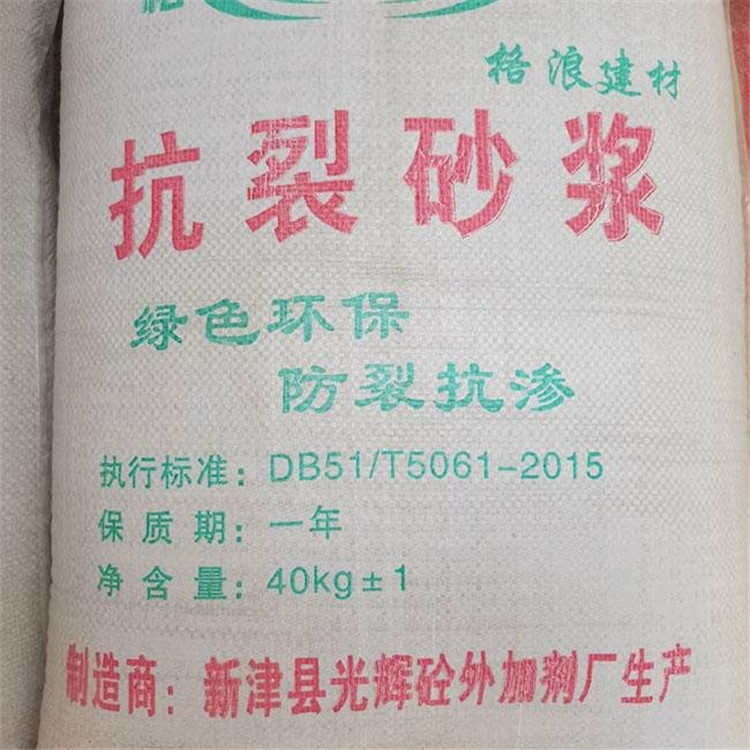 格浪建材
抗裂砂浆
绿色环保
防裂抗渗
执行标准：DB51/T5061-2015
保质期：一年
净含量：40kg±1
制造商：新津县光辉砼外加剂厂生产